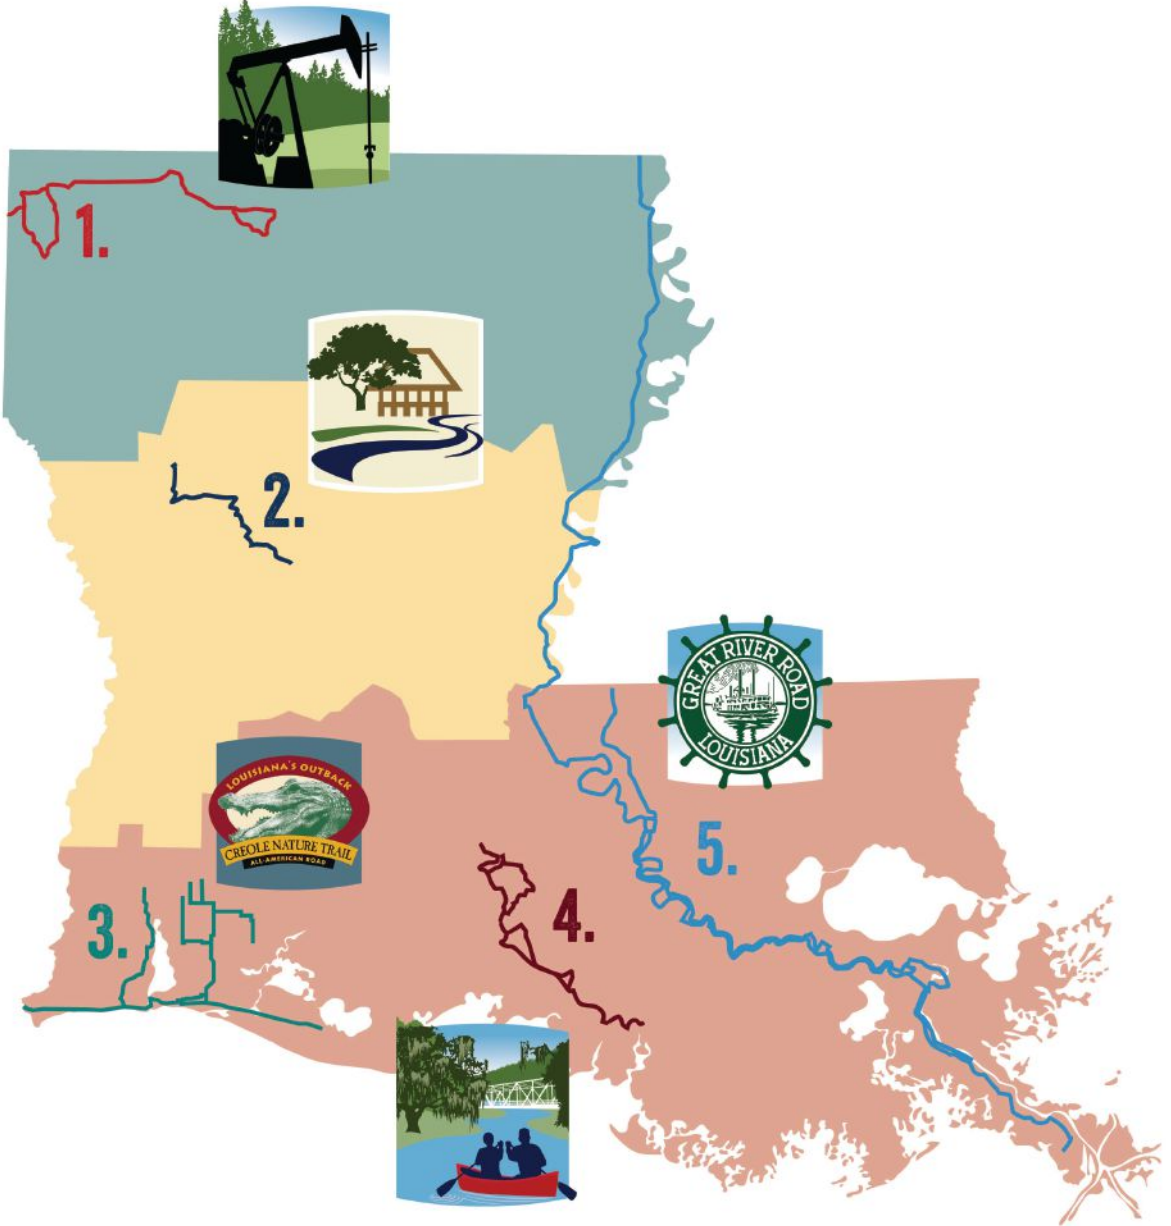 1.
2.
GREAT RIVER ROAD
LOUISIANA
LOUISIANA'S OUTBACK
CREOLE NATURE TRAIL
ALL-AMERICAN ROAD
5.
3.
4.